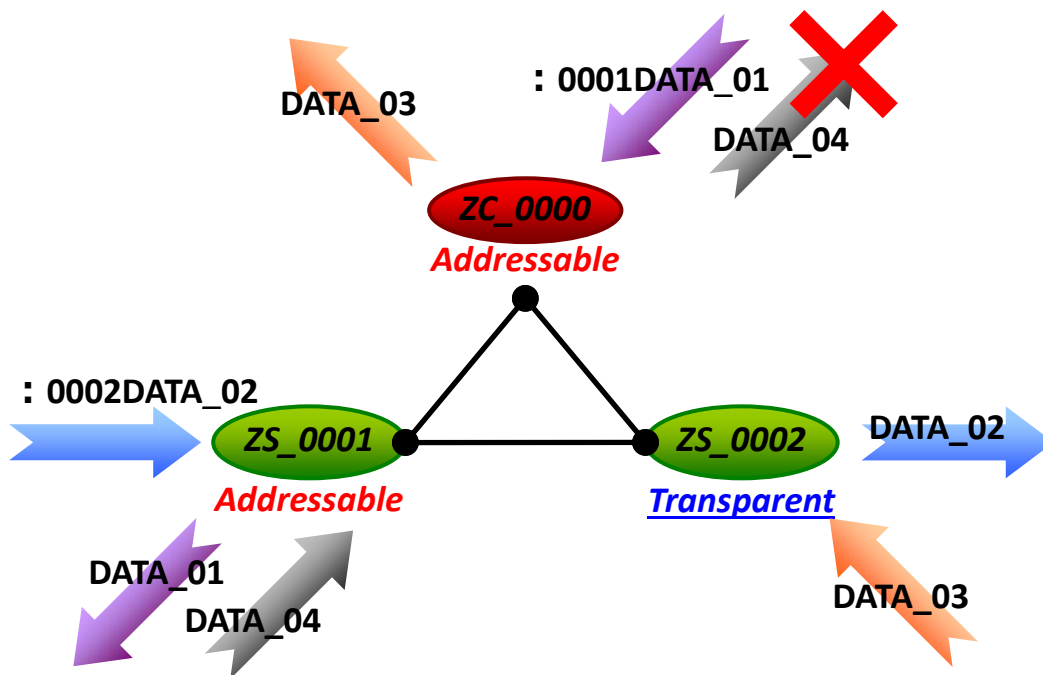 DATA_03
: 0001DATA_01
DATA_04
ZC_0000
Addressable
: 0002DATA_02
ZS_0001
Addressable
ZS_0002
Transparent
DATA_02
DATA_01
DATA_04
DATA_03